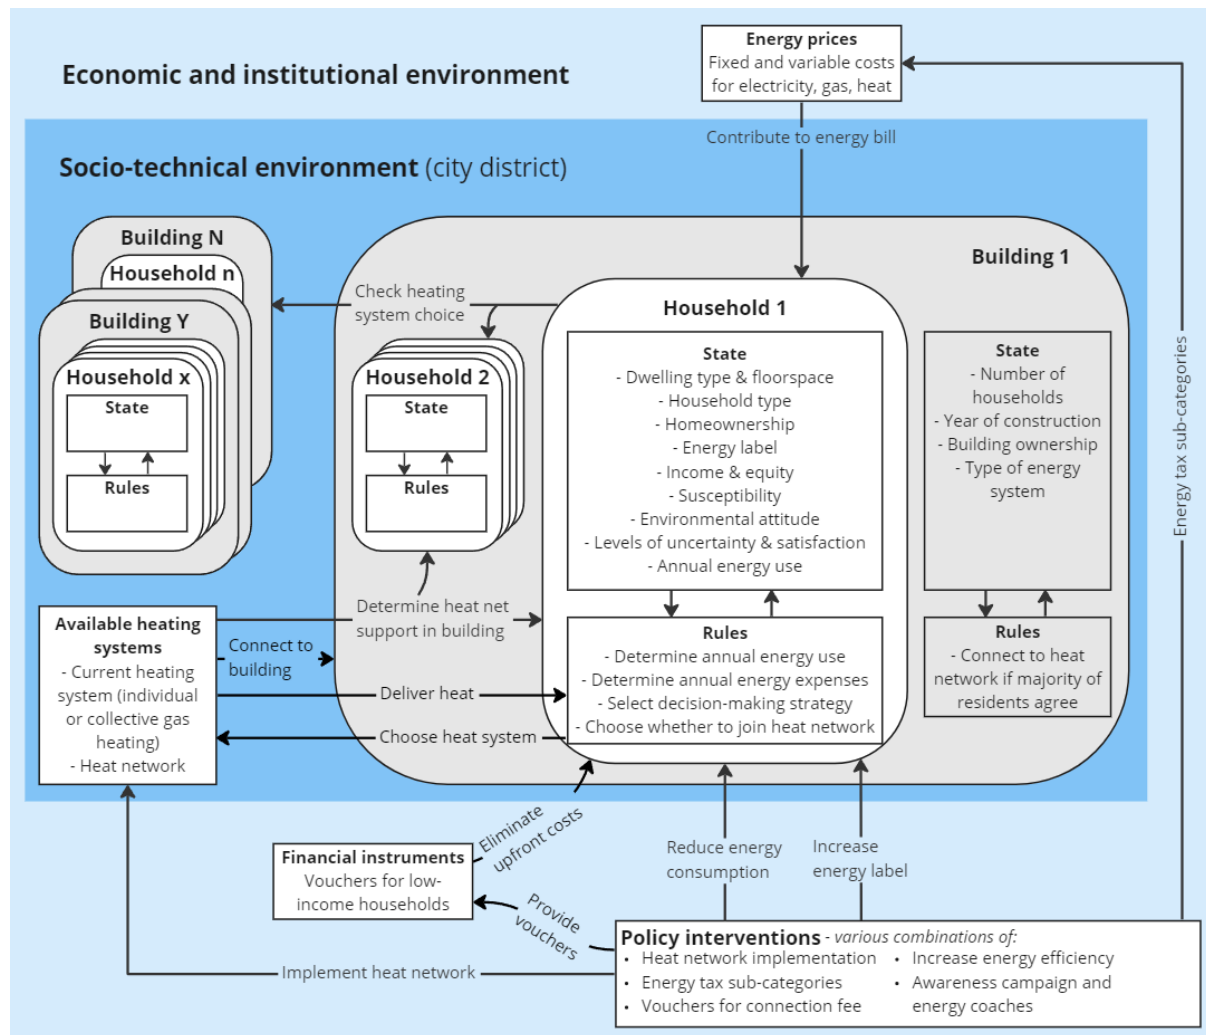 Energy prices
Fixed and variable costs
for electricity, gas, heat
Economic and institutional environment
Contribute to energy bill
Socio-technical environment (city district)
Building N
Household n
Building Y
Household x
State
Rules
Building 1
Check heating
system choice
Household 2
State
Rules
Household 1
State
- Dwelling type & floorspace
- Household type
- Homeownership
- Energy label
- Income & equity
- Susceptibility
- Environmental attitude
- Levels of uncertainty & satisfaction
- Annual energy use
Rules
- Determine annual energy use
- Determine annual energy expenses
- Select decision-making strategy
- Choose whether to join heat network
State
- Number of
households
- Year of construction
- Building ownership
- Type of energy
system
Rules
- Connect to heat
network if majority of
residents agree
Energy tax sub-categories
Available heating
systems
- Current heating
system (individual
or collective gas
heating)
- Heat network
Determine heat net
support in building
Connect to
building
Deliver heat
Choose heat system
Eliminate
upfront costs
Financial instruments
Vouchers for low-
income households
Provide
vouchers
Reduce energy
consumption
Increase
energy label
Implement heat network
Policy interventions - various combinations of:
• Heat network implementation
• Energy tax sub-categories
• Vouchers for connection fee
• Increase energy efficiency
• Awareness campaign and
energy coaches